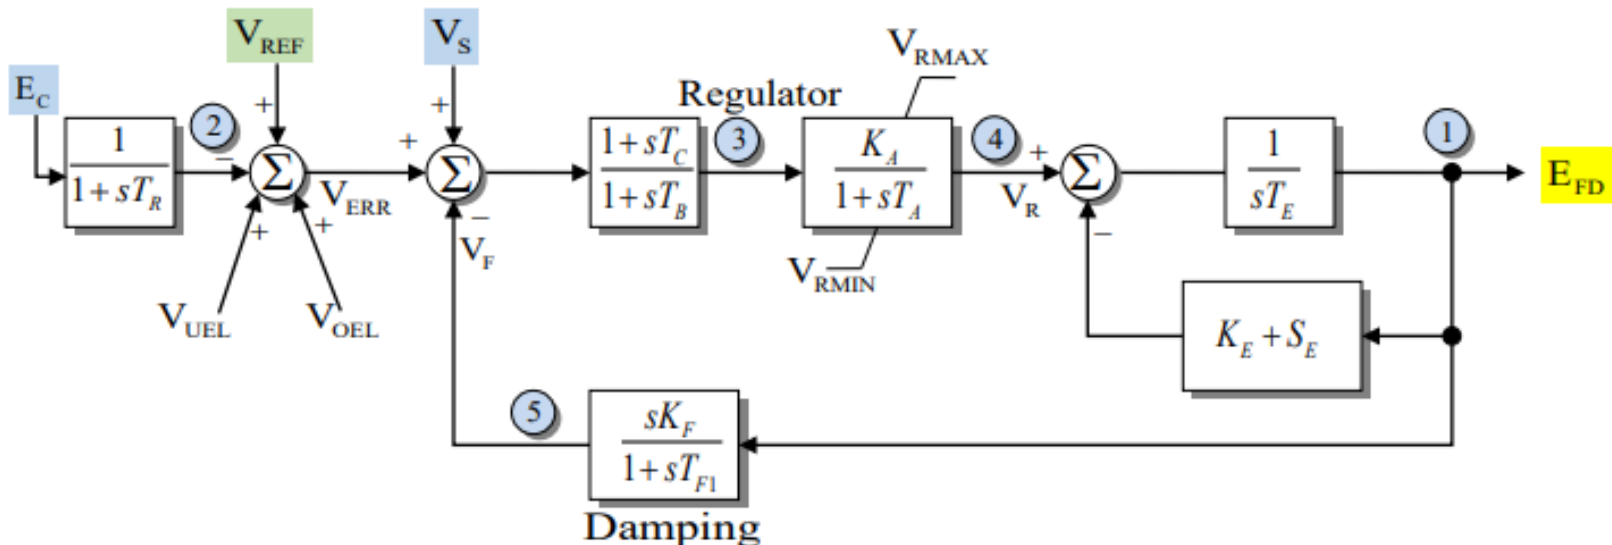 V_REF
V_S
E_C
V_RMAX
Regulator
2
3
4
1
1
1 + sT_R
Σ
+
−
+
+
V_ERR
+
+
−
Σ
V_F
1 + sT_C
1 + sT_B
K_A
1 + sT_A
V_R
+
−
Σ
1
sT_E
E_FD
V_RMIN
V_UEL
V_OEL
K_E + S_E
5
sK_F
1 + sT_F1
Damping